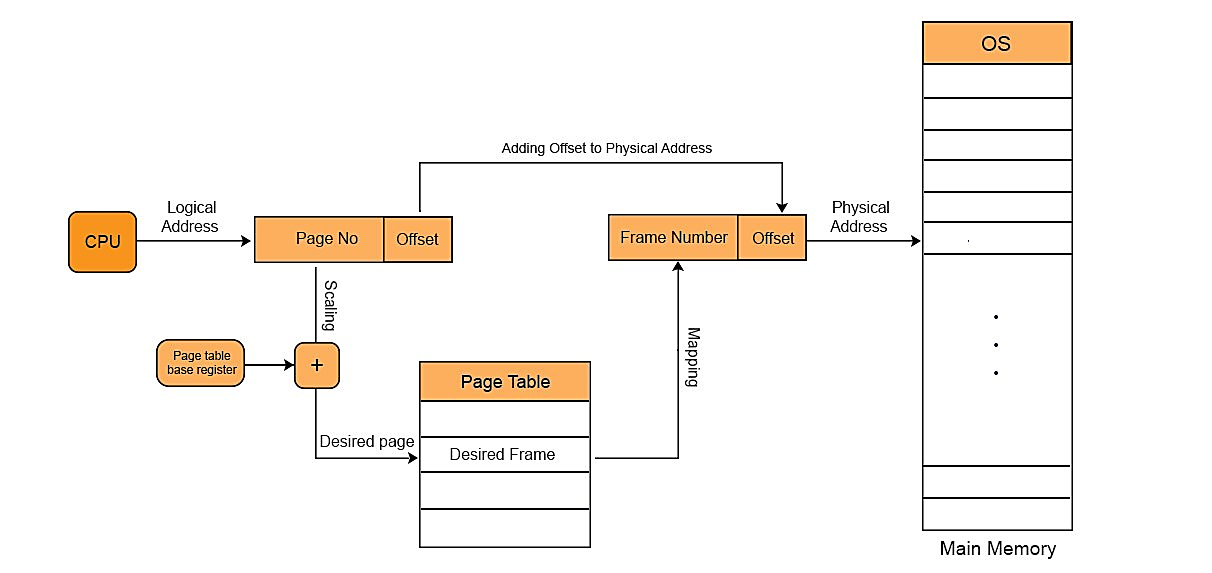 OS
Adding Offset to Physical Address
Logical
Address
Physical
Address
CPU
Page No
Offset
Frame Number
Offset
Scaling
Page table
base register
+
Mapping
Page Table
Desired page
Desired Frame
Main Memory